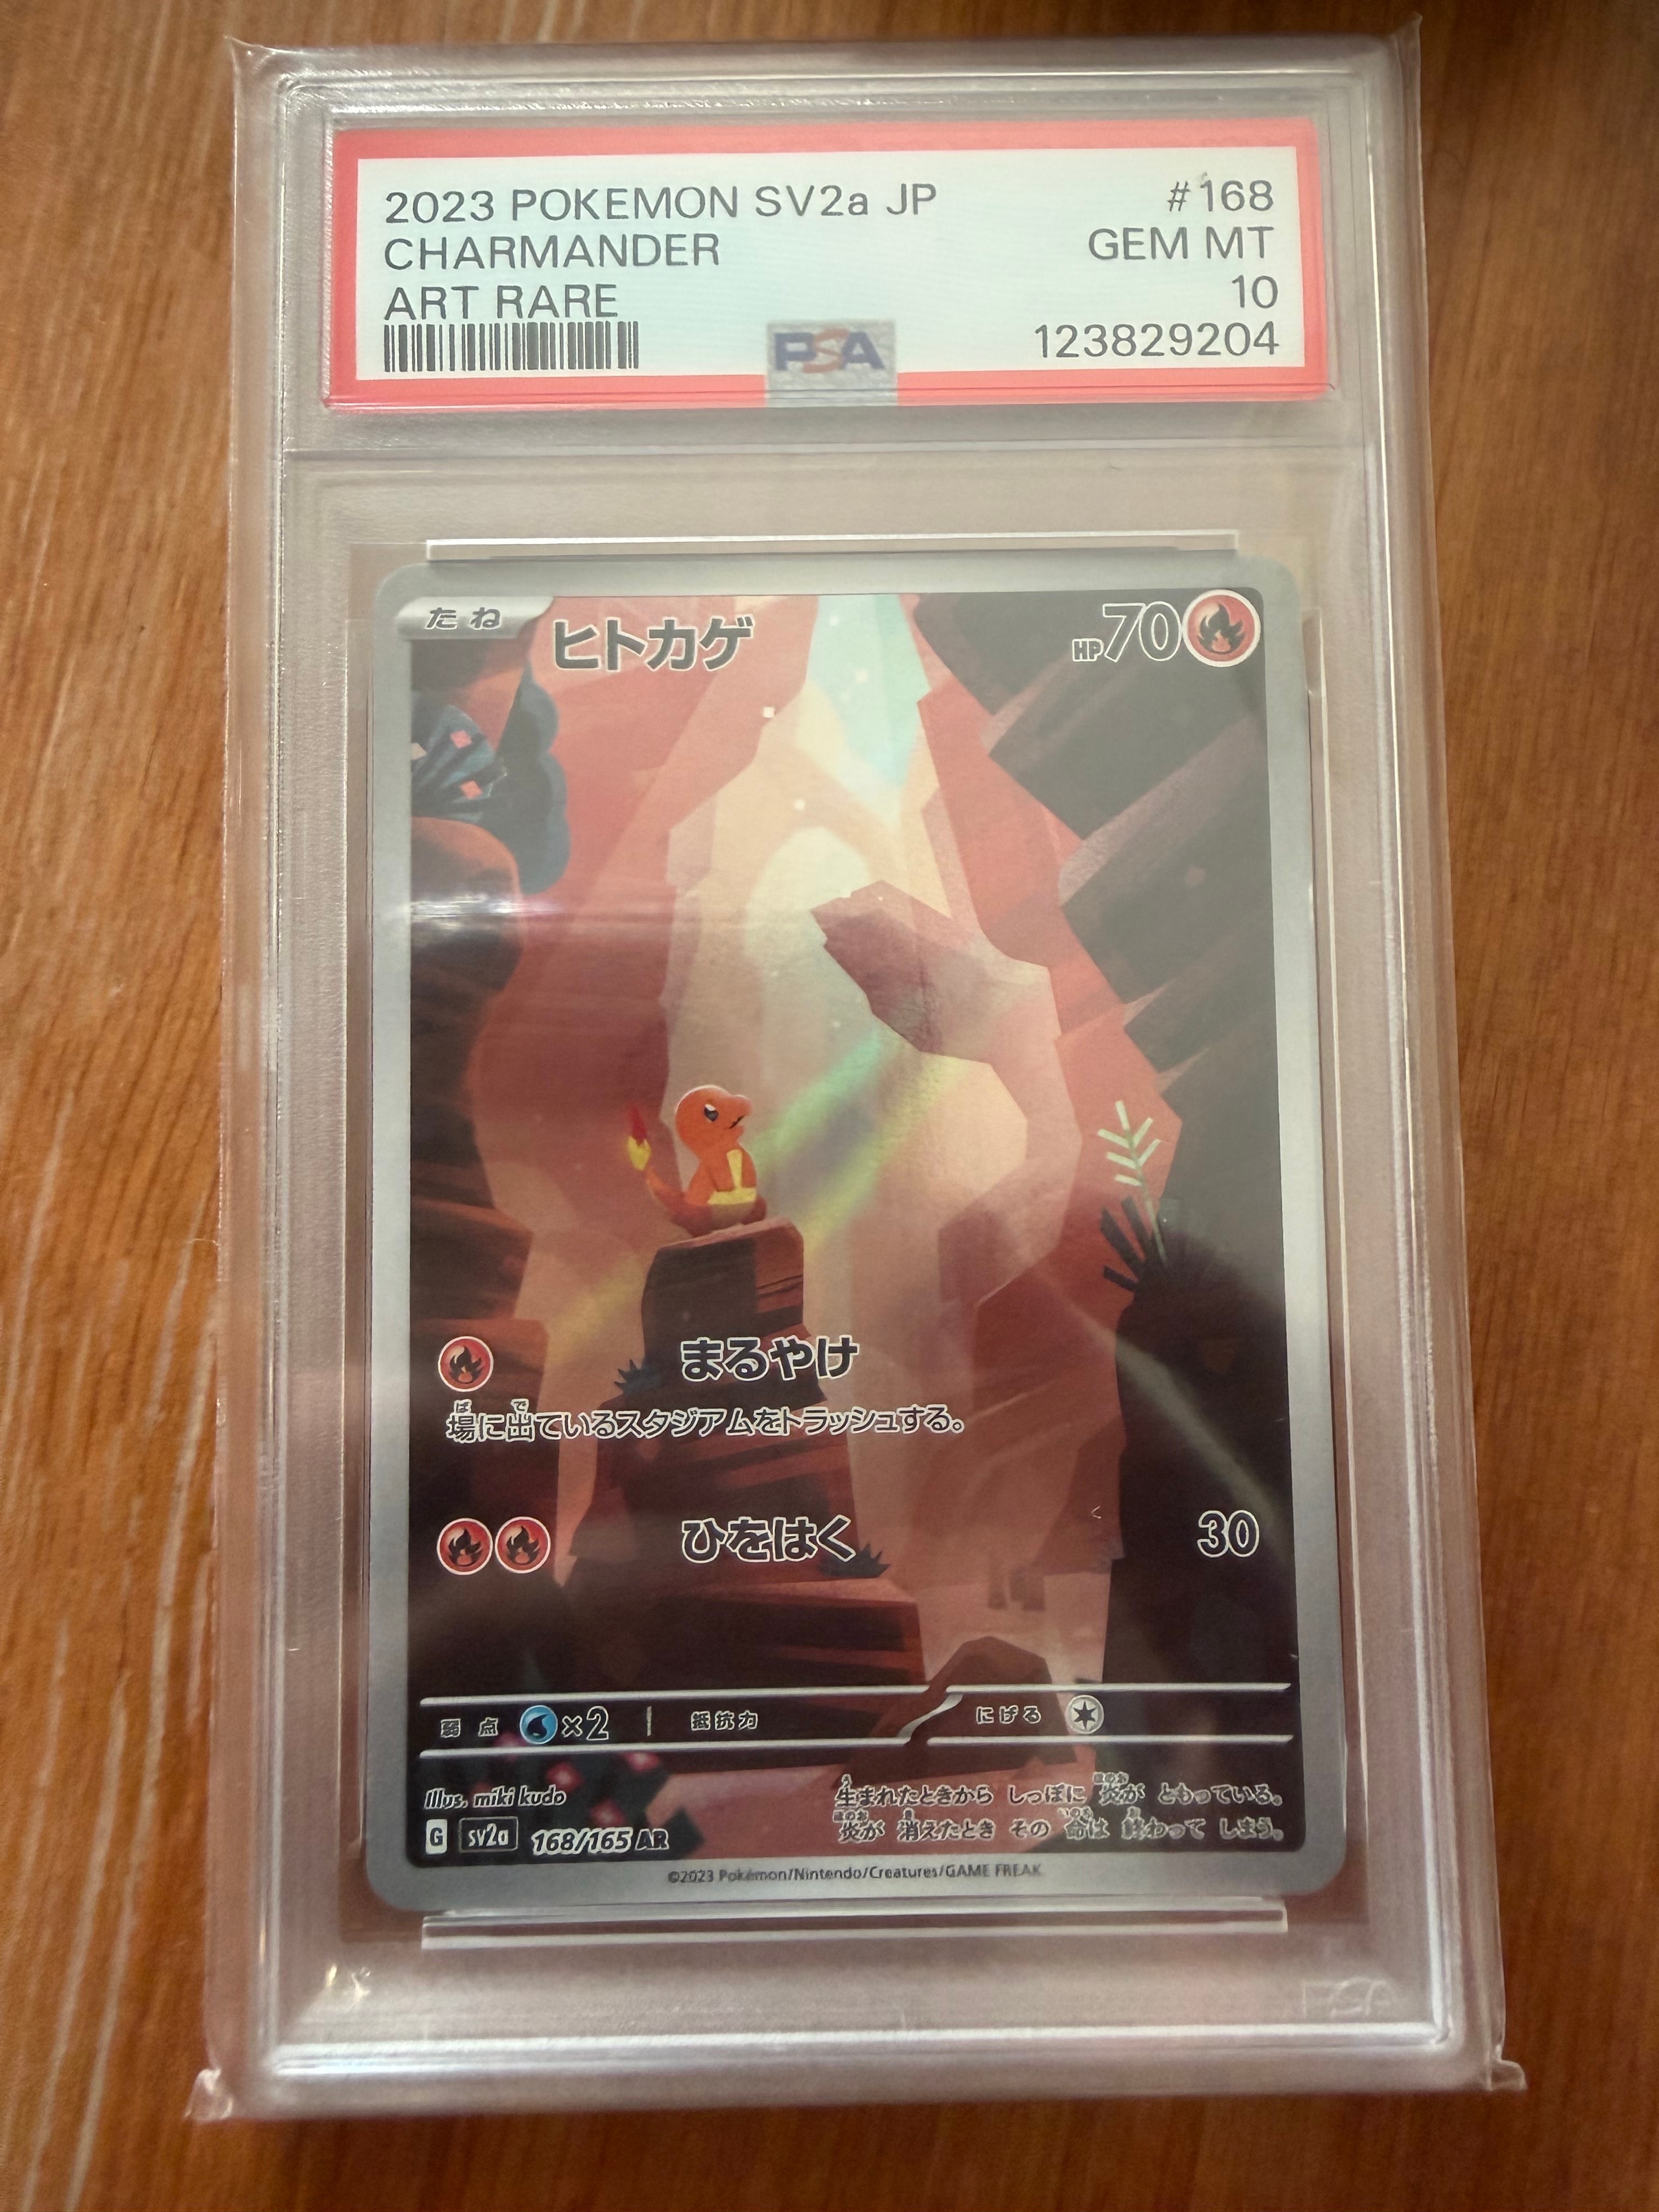 2023 POKEMON SV2a JP #168
CHARMANDER GEM MT
ART RARE 10
PSA 123829204
たね ヒトカゲ HP70
まるやけ
場に出ているスタジアムをトラッシュする。
ひをはく 30
弱点 ×2 抵抗力 にげる
Illus. miki kudo
生まれたときから しっぽに 炎が ともっている。
炎が 消えたとき その 命は 終わって しまう。
G sv2a 168/165 AR
©2023 Pokémon/Nintendo/Creatures/GAME FREAK